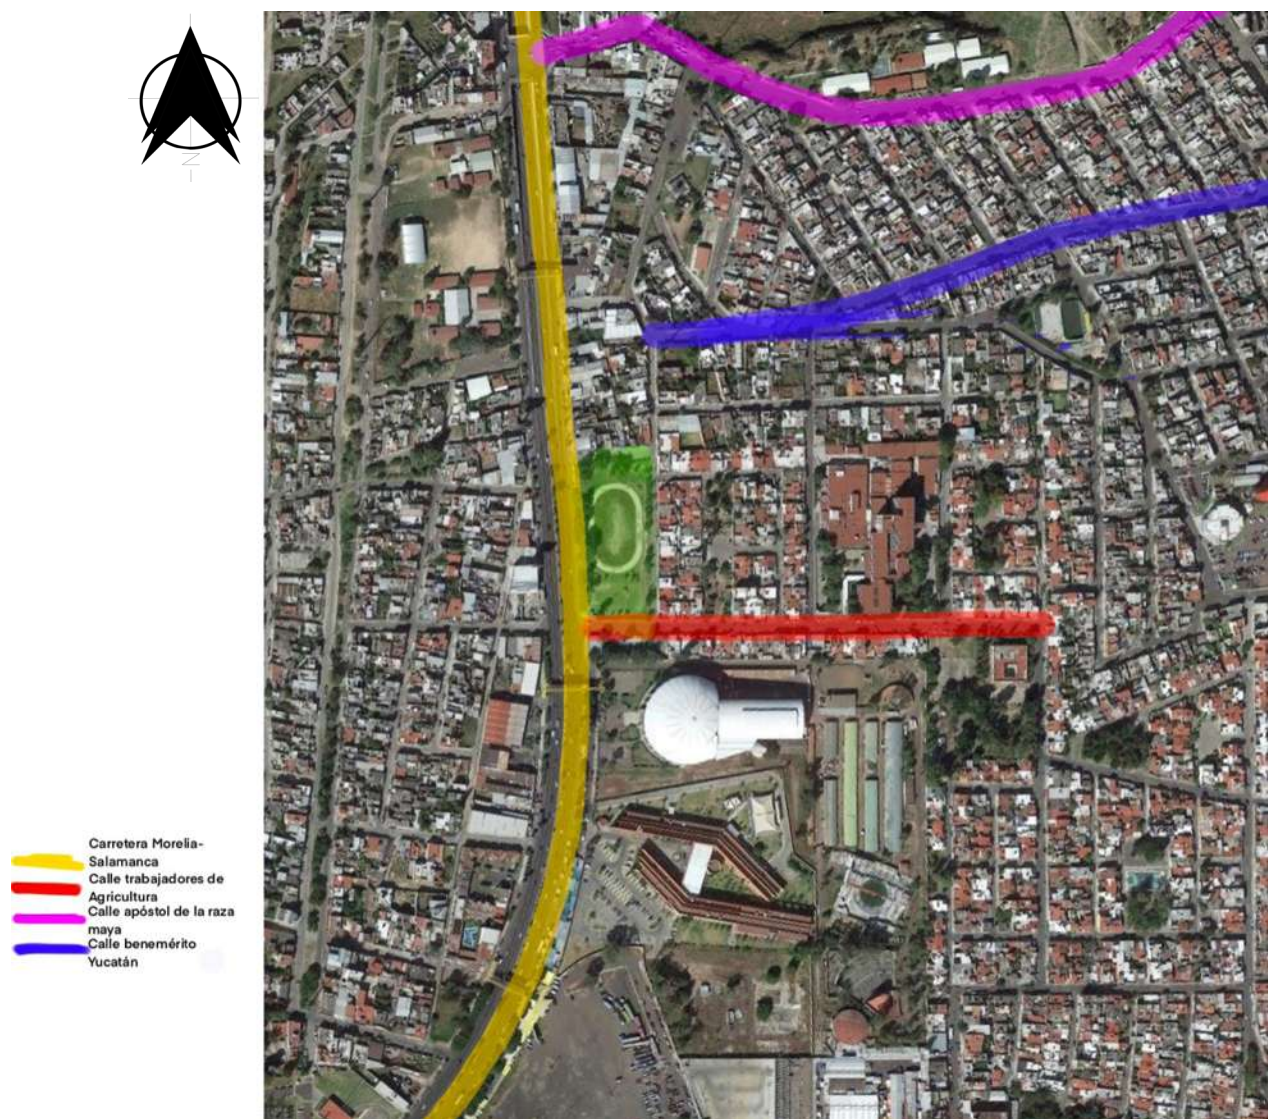 N
Carretera Morelia-
Salamanca
Calle trabajadores de
Agricultura
Calle apóstol de la raza
maya
Calle benemérito
Yucatán